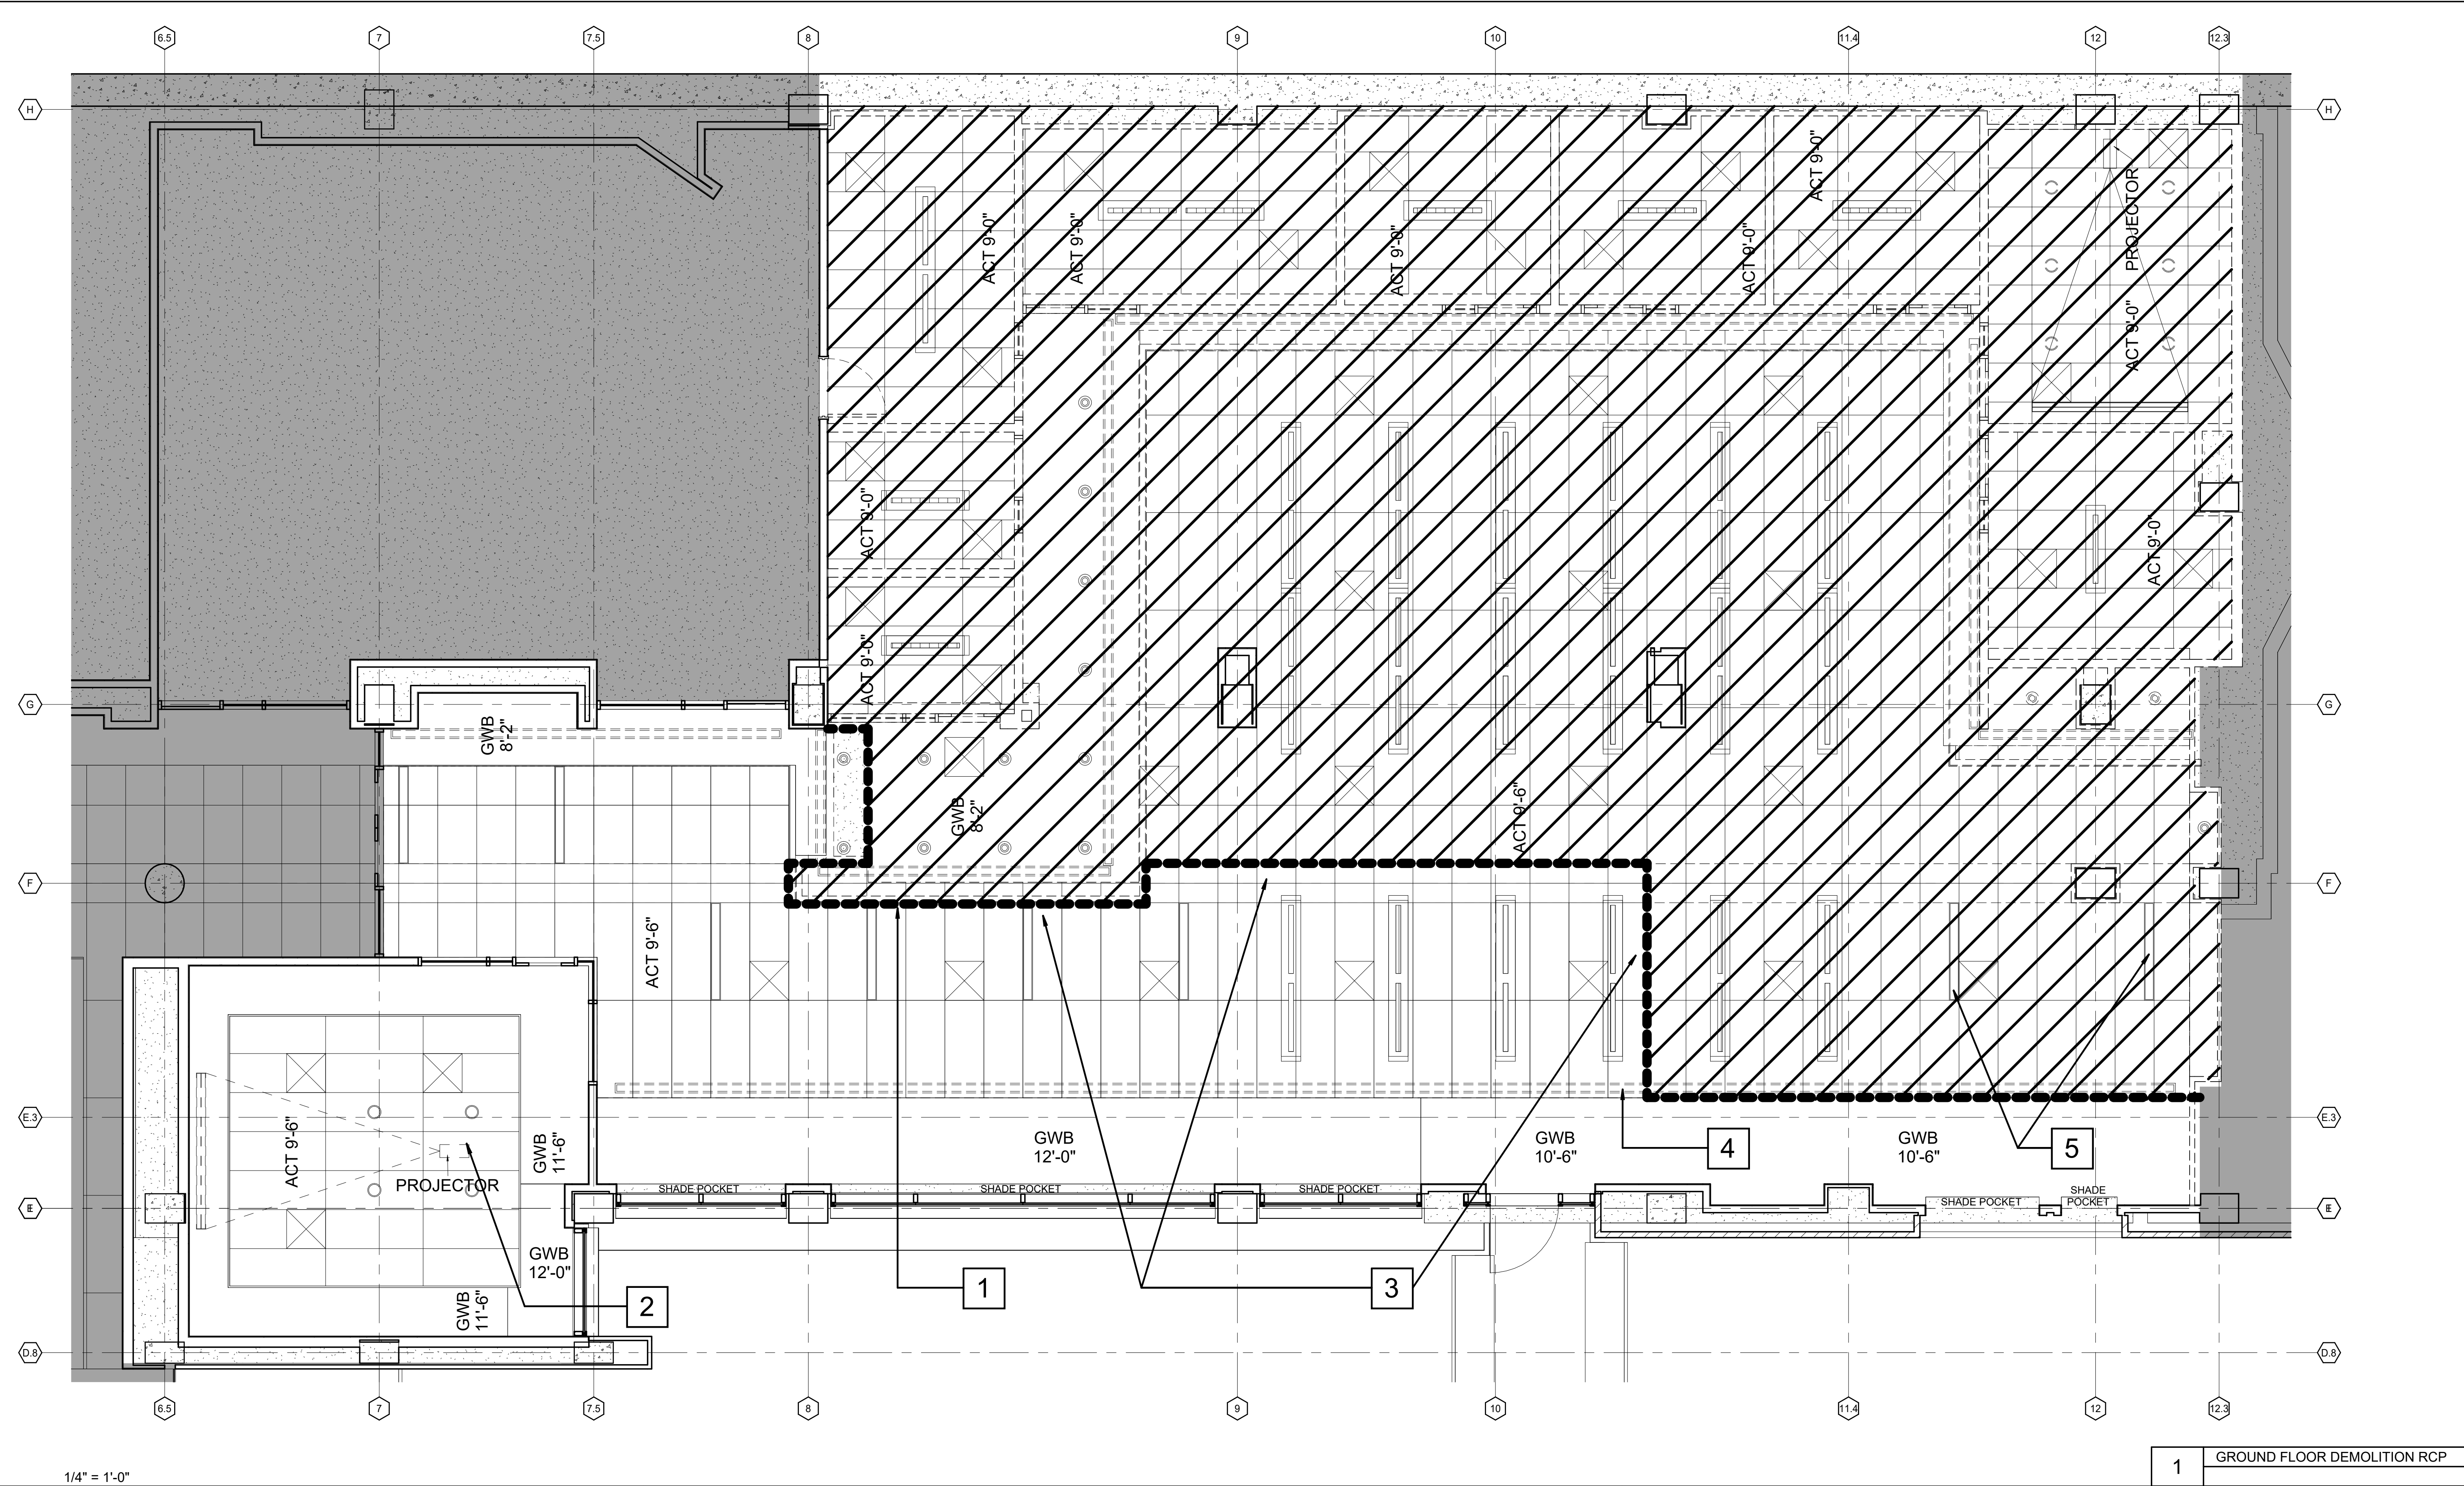 6.5
7
7.5
8
9
10
11.4
12
12.3
H
H
ACT 9'-0"
ACT 9'-0"
ACT 9'-0"
ACT 9'-0"
ACT 9'-0"
PROJECTOR
ACT 9'-0"
ACT 9'-0"
ACT 9'-0"
ACT 9'-0"
G
G
GWB
8'-2"
GWB
8'-2"
ACT 9'-6"
F
F
ACT 9'-6"
E.3
E.3
ACT 9'-6"
GWB
11'-6"
GWB
12'-0"
GWB
10'-6"
4
GWB
10'-6"
5
PROJECTOR
SHADE POCKET
SHADE POCKET
SHADE POCKET
SHADE POCKET
SHADE
POCKET
E
E
GWB
12'-0"
GWB
11'-6"
2
1
3
D.8
D.8
6.5
7
7.5
8
9
10
11.4
12
12.3
1/4" = 1'-0"
1
GROUND FLOOR DEMOLITION RCP